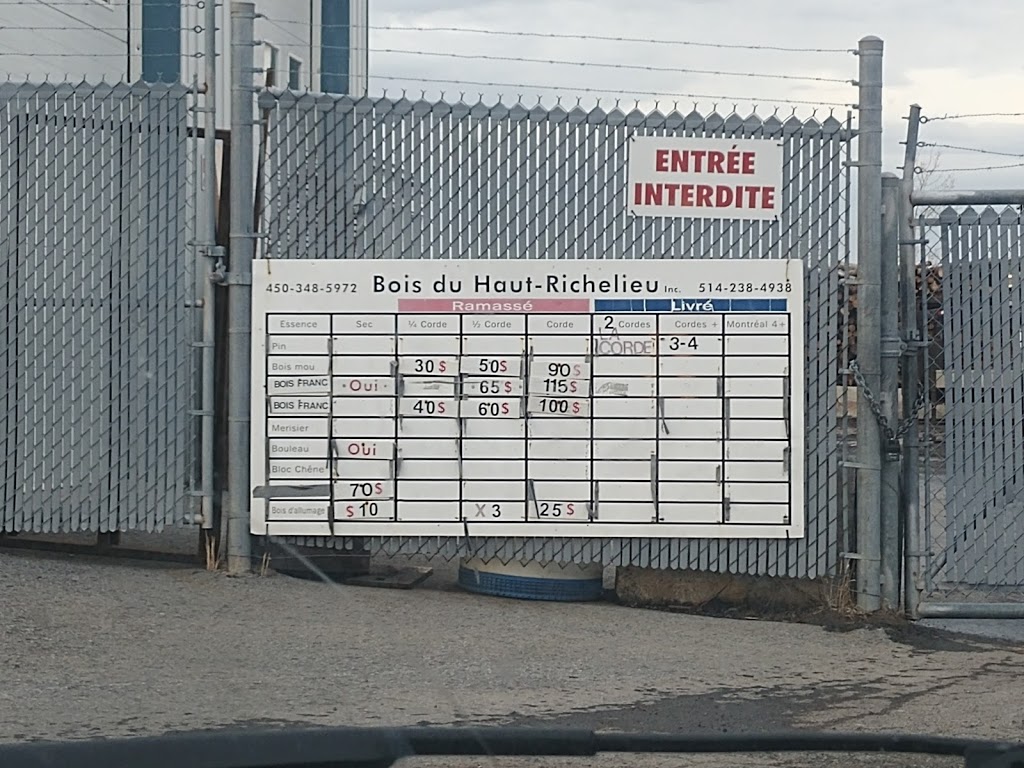 ENTRÉE
INTERDITE
450-348-5972 Bois du Haut-Richelieu Inc. 514-238-4938
Ramassé Livré
Essence Sec ¼ Corde ½ Corde Corde 2 Cordes Cordes + Montréal 4+
Pin LA CORDE 3-4
Bois mou 30 $ 50 $ 90 $
BOIS FRANC Oui 65 $ 115 $
BOIS FRANC 40 $ 60 $ 100 $
Merisier
Bouleau Oui
Bloc Chêne
70 $
Bois d'allumage $ 10 X 3 25 $